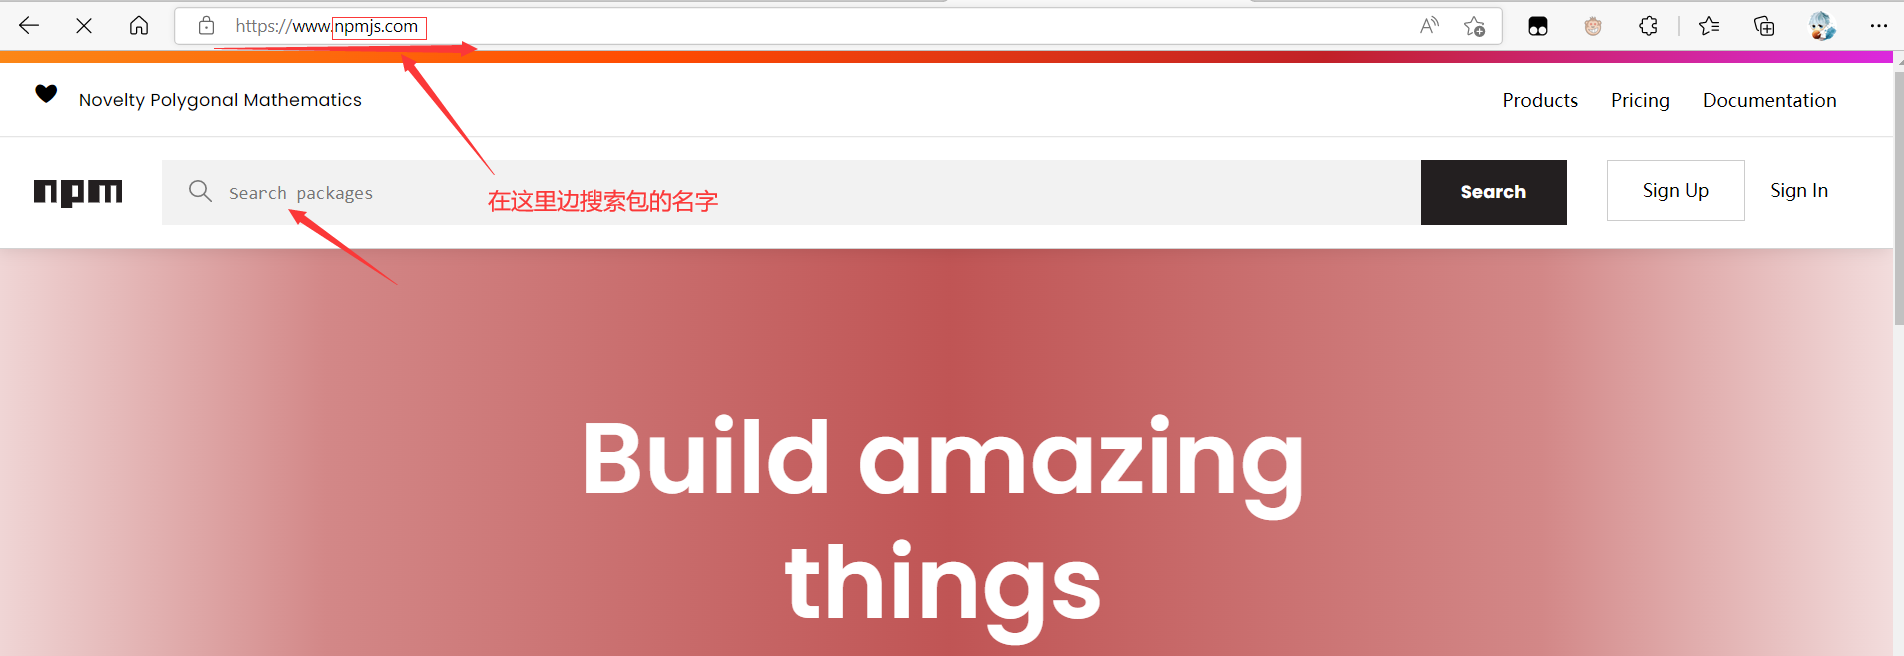 https://www.npmjs.com
Novelty Polygonal Mathematics
Products Pricing Documentation
npm
Search packages
在这里边搜索包的名字
Search
Sign Up
Sign In
Build amazing
things